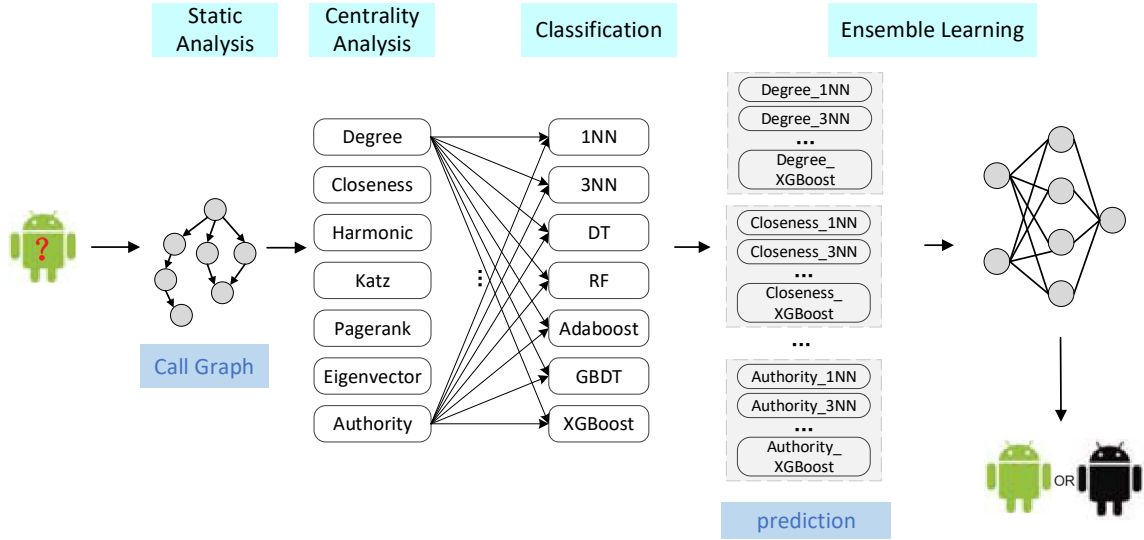 Static
Analysis
Centrality
Analysis
Classification
Ensemble Learning
?
Call Graph
Degree
Closeness
Harmonic
Katz
Pagerank
Eigenvector
Authority
...
1NN
3NN
DT
RF
Adaboost
GBDT
XGBoost
Degree_1NN
Degree_3NN
...
Degree_
XGBoost
Closeness_1NN
Closeness_3NN
...
Closeness_
XGBoost
...
Authority_1NN
Authority_3NN
...
Authority_
XGBoost
prediction
OR